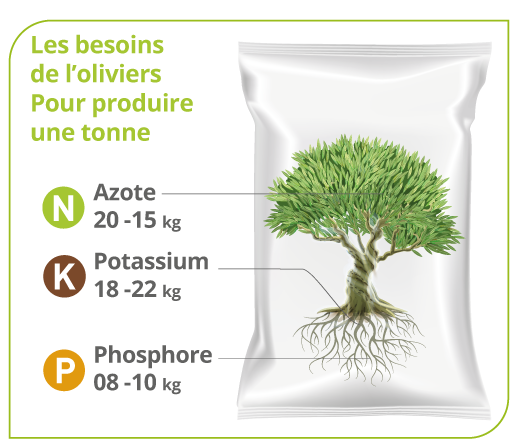 Les besoins
de l’oliviers
Pour produire
une tonne
N
Azote
20 -15 kg
K
Potassium
18 -22 kg
P
Phosphore
08 -10 kg